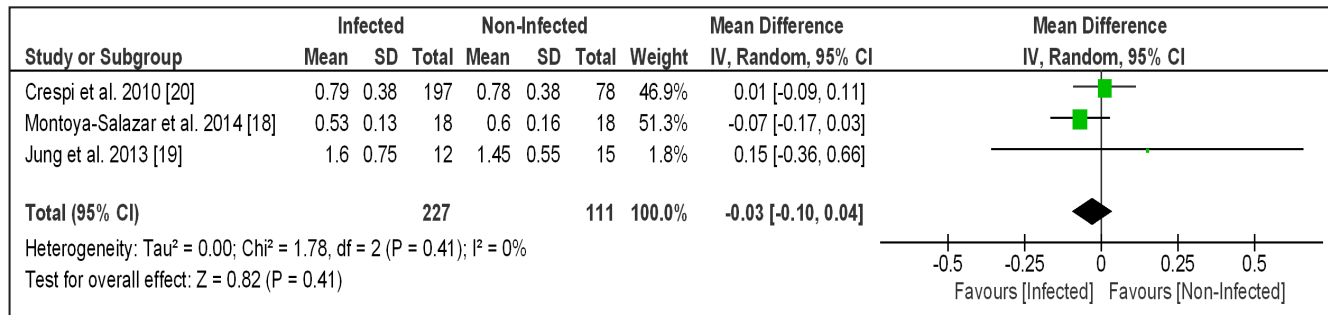 Infected Non-Infected Mean Difference Mean Difference
Study or Subgroup Mean SD Total Mean SD Total Weight IV, Random, 95% CI IV, Random, 95% CI
Crespi et al. 2010 [20] 0.79 0.38 197 0.78 0.38 78 46.9% 0.01 [-0.09, 0.11]
Montoya-Salazar et al. 2014 [18] 0.53 0.13 18 0.6 0.16 18 51.3% -0.07 [-0.17, 0.03]
Jung et al. 2013 [19] 1.6 0.75 12 1.45 0.55 15 1.8% 0.15 [-0.36, 0.66]
Total (95% CI) 227 111 100.0% -0.03 [-0.10, 0.04]
Heterogeneity: Tau² = 0.00; Chi² = 1.78, df = 2 (P = 0.41); I² = 0%
Test for overall effect: Z = 0.82 (P = 0.41)
-0.5 -0.25 0 0.25 0.5
Favours [Infected] Favours [Non-Infected]